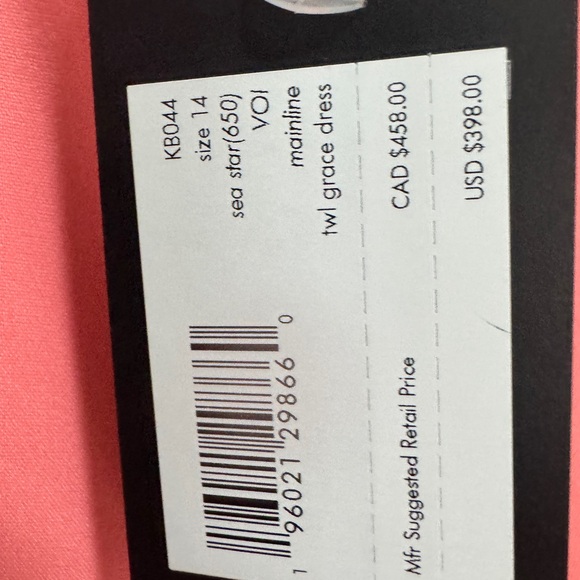 KB044
size 14
sea star(650)
VOI
mainline
twl grace dress
1 96021 29866 0
Mfr Suggested Retail Price CAD $458.00
USD $398.00